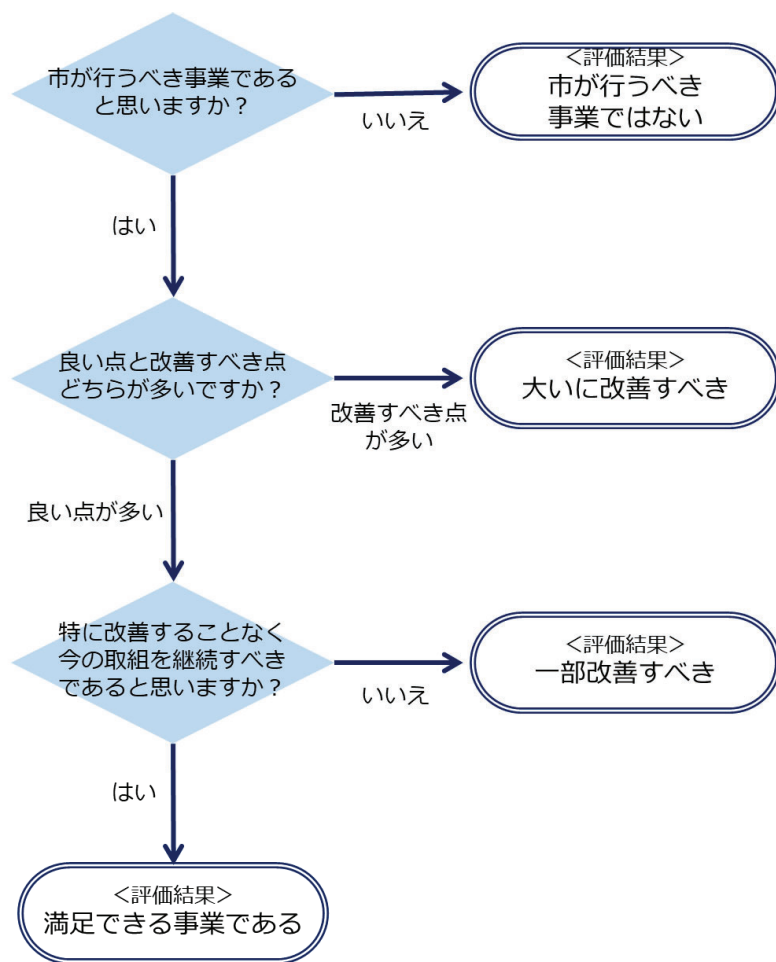 市が行うべき事業である
と思いますか？
いいえ
＜評価結果＞
市が行うべき
事業ではない
はい
良い点と改善すべき点
どちらが多いですか？
改善すべき点
が多い
＜評価結果＞
大いに改善すべき
良い点が多い
特に改善することなく
今の取組を継続すべき
であると思いますか？
いいえ
＜評価結果＞
一部改善すべき
はい
＜評価結果＞
満足できる事業である